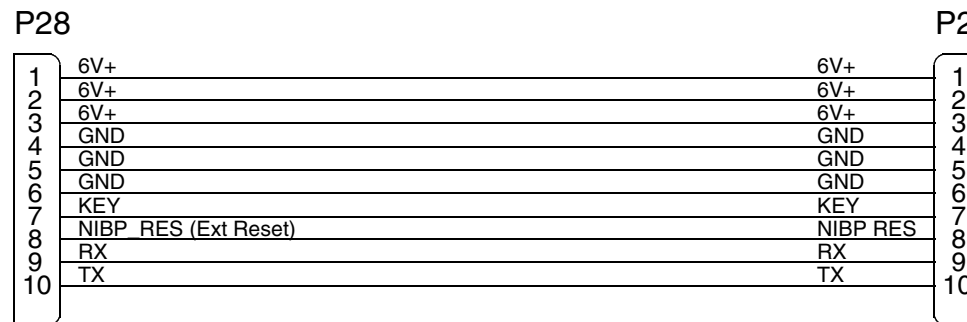 P28 P2
1 6V+ 6V+ 1
2 6V+ 6V+ 2
3 6V+ 6V+ 3
4 GND GND 4
5 GND GND 5
6 GND GND 6
7 KEY KEY 7
8 NIBP_RES (Ext Reset) NIBP RES 8
9 RX RX 9
10 TX TX 10